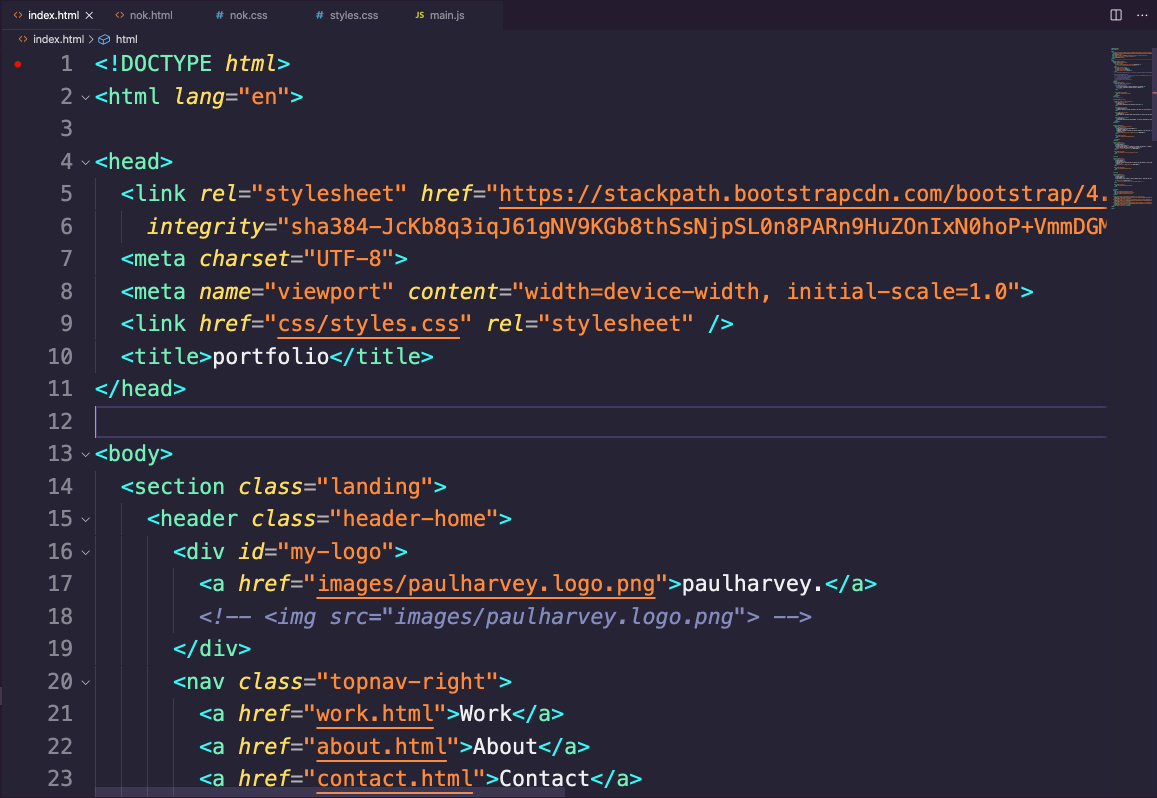 index.html nok.html nok.css styles.css JS main.js
index.html > html
1 <!DOCTYPE html>
2 <html lang="en">
3
4 <head>
5 <link rel="stylesheet" href="https://stackpath.bootstrapcdn.com/bootstrap/4.
6 integrity="sha384-JcKb8q3iqJ61gNV9KGb8thSsNjpSL0n8PARn9HuZOnIxN0hoP+VmmDGM
7 <meta charset="UTF-8">
8 <meta name="viewport" content="width=device-width, initial-scale=1.0">
9 <link href="css/styles.css" rel="stylesheet" />
10 <title>portfolio</title>
11 </head>
12
13 <body>
14 <section class="landing">
15 <header class="header-home">
16 <div id="my-logo">
17 <a href="images/paulharvey.logo.png">paulharvey.</a>
18 <!-- <img src="images/paulharvey.logo.png"> -->
19 </div>
20 <nav class="topnav-right">
21 <a href="work.html">Work</a>
22 <a href="about.html">About</a>
23 <a href="contact.html">Contact</a>